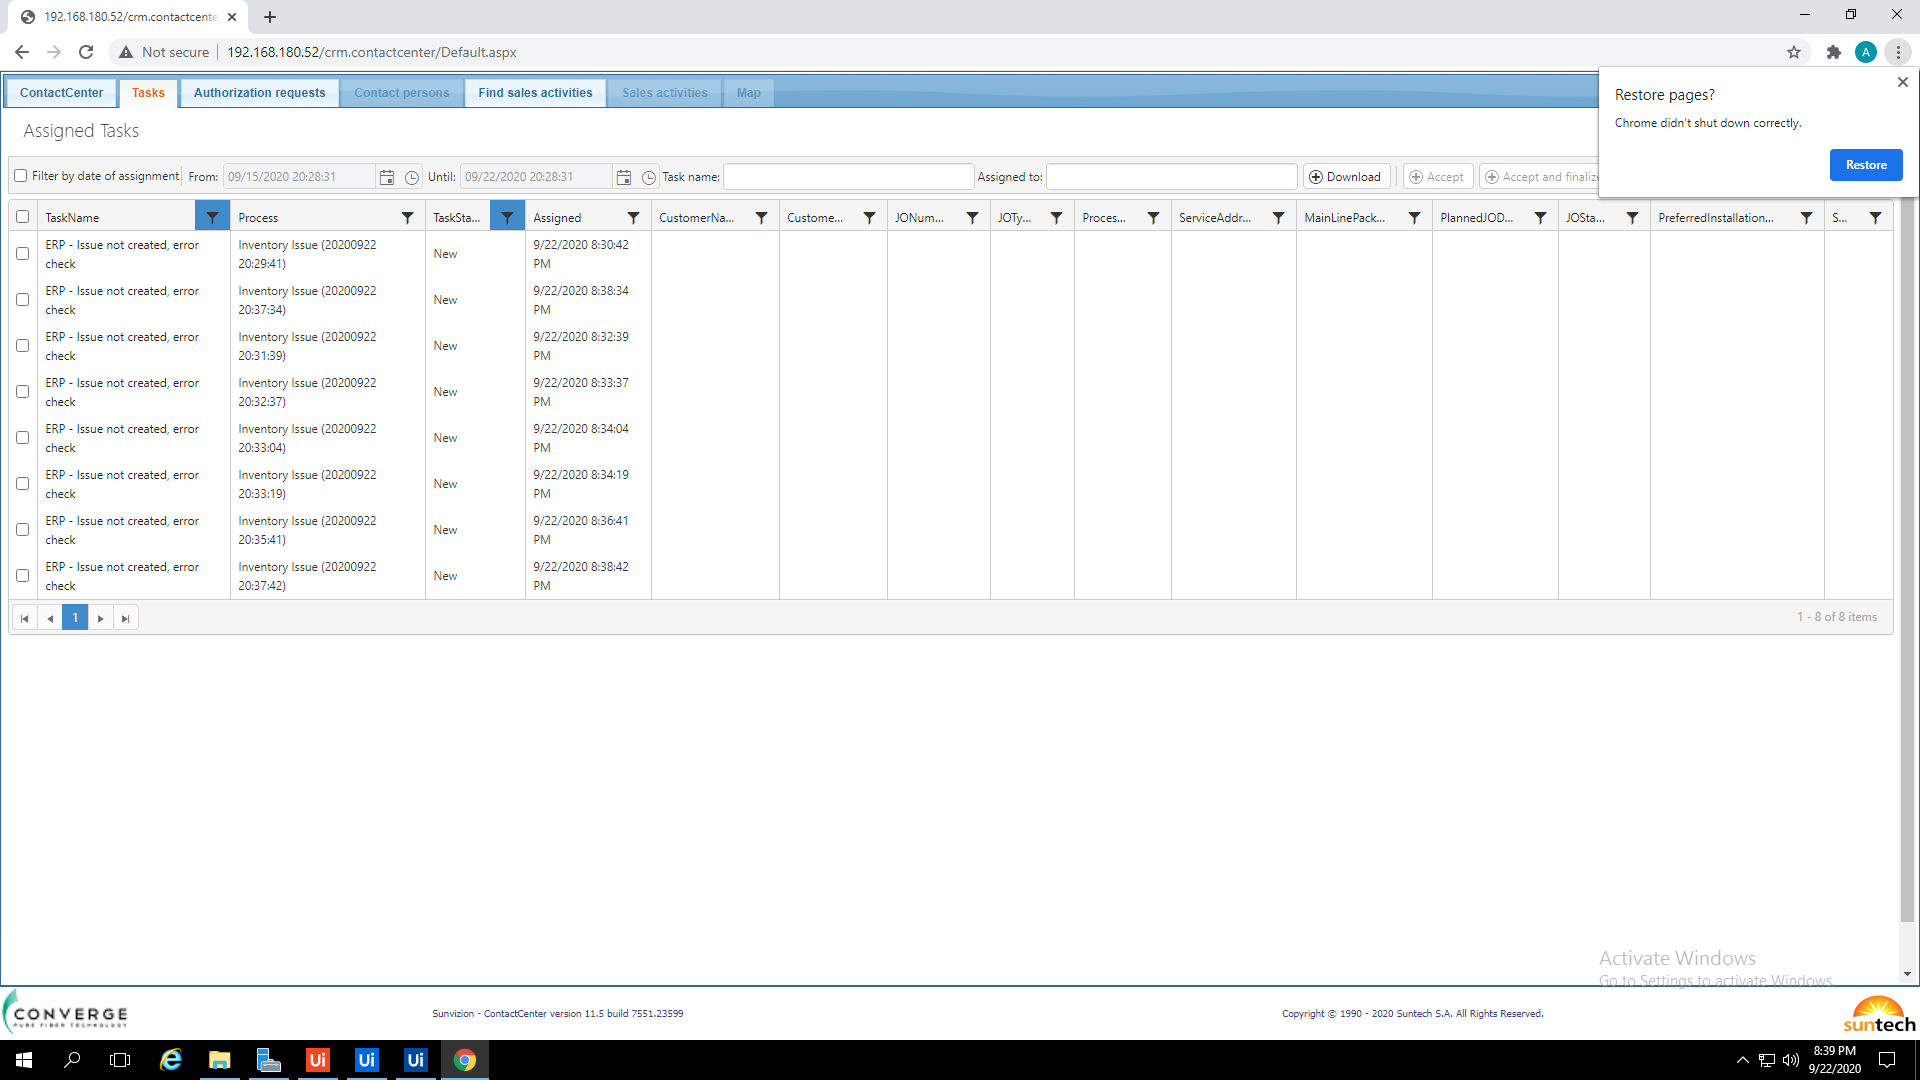 192.168.180.52/crm.contactcente
Not secure
192.168.180.52/crm.contactcenter/Default.aspx
A
ContactCenter
Tasks
Authorization requests
Contact persons
Find sales activities
Sales activities
Map
Restore pages?
Chrome didn't shut down correctly.
Restore
Assigned Tasks
Filter by date of assignment
From:
09/15/2020 20:28:31
Until:
09/22/2020 20:28:31
Task name:
Assigned to:
Download
Accept
Accept and finalize
TaskName
Process
TaskSta...
Assigned
CustomerNa...
Custome...
JONum...
JOTy...
Proces...
ServiceAddr...
MainLinePack...
PlannedJOD...
JOSta...
PreferredInstallation...
S...
ERP - Issue not created, error
check
Inventory Issue (20200922
20:29:41)
New
9/22/2020 8:30:42
PM
ERP - Issue not created, error
check
Inventory Issue (20200922
20:37:34)
New
9/22/2020 8:38:34
PM
ERP - Issue not created, error
check
Inventory Issue (20200922
20:31:39)
New
9/22/2020 8:32:39
PM
ERP - Issue not created, error
check
Inventory Issue (20200922
20:32:37)
New
9/22/2020 8:33:37
PM
ERP - Issue not created, error
check
Inventory Issue (20200922
20:33:04)
New
9/22/2020 8:34:04
PM
ERP - Issue not created, error
check
Inventory Issue (20200922
20:33:19)
New
9/22/2020 8:34:19
PM
ERP - Issue not created, error
check
Inventory Issue (20200922
20:35:41)
New
9/22/2020 8:36:41
PM
ERP - Issue not created, error
check
Inventory Issue (20200922
20:37:42)
New
9/22/2020 8:38:42
PM
1
1 - 8 of 8 items
Activate Windows
Go to Settings to activate Windows.
CONVERGE
PURE FIBER TECHNOLOGY
Sunvizion - ContactCenter version 11.5 build 7551.23599
Copyright © 1990 - 2020 Suntech S.A. All Rights Reserved.
suntech
Ui
Ui
Ui
8:39 PM
9/22/2020